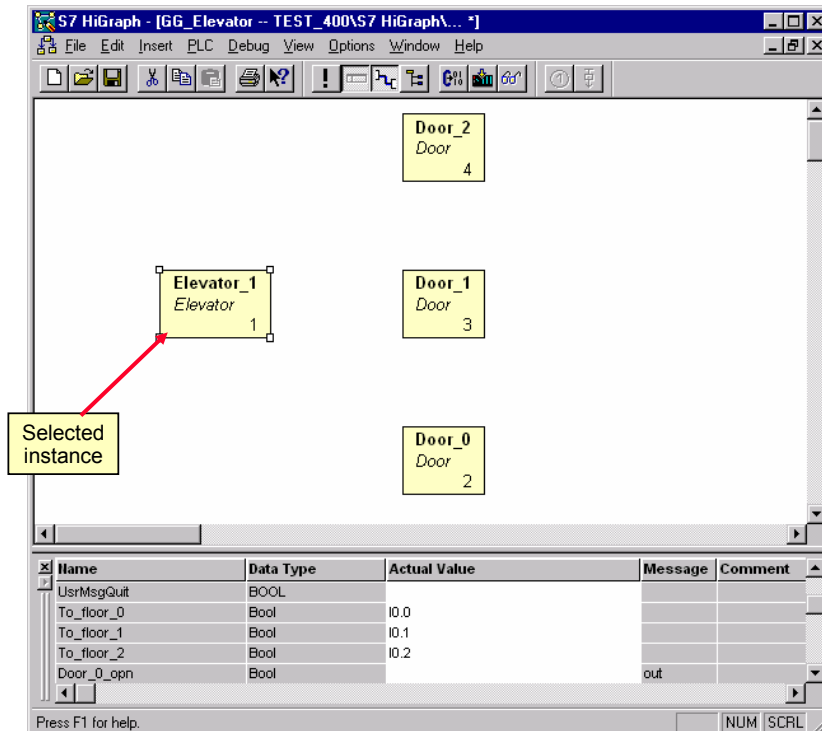 S7 HiGraph - [GG_Elevator -- TEST_400\S7 HiGraph\... *]
File Edit Insert PLC Debug View Options Window Help
Door_2
Door
4
Elevator_1
Elevator
1
Door_1
Door
3
Selected
instance
Door_0
Door
2
Name Data Type Actual Value Message Comment
UsrMsgQuit BOOL
To_floor_0 Bool I0.0
To_floor_1 Bool I0.1
To_floor_2 Bool I0.2
Door_0_opn Bool out
Press F1 for help. NUM SCRL